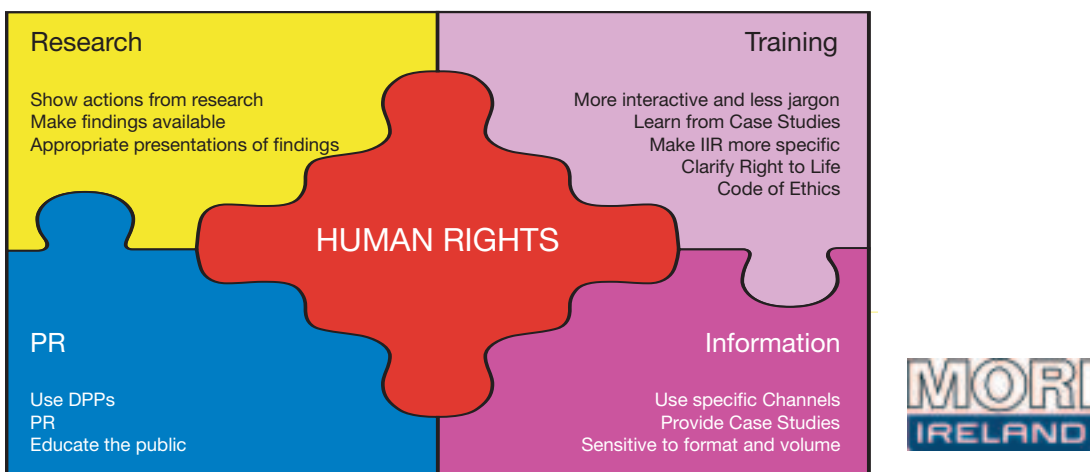 Research
Show actions from research
Make findings available
Appropriate presentations of findings
Training
More interactive and less jargon
Learn from Case Studies
Make IIR more specific
Clarify Right to Life
Code of Ethics
HUMAN RIGHTS
PR
Use DPPs
PR
Educate the public
Information
Use specific Channels
Provide Case Studies
Sensitive to format and volume
MORI
IRELAND